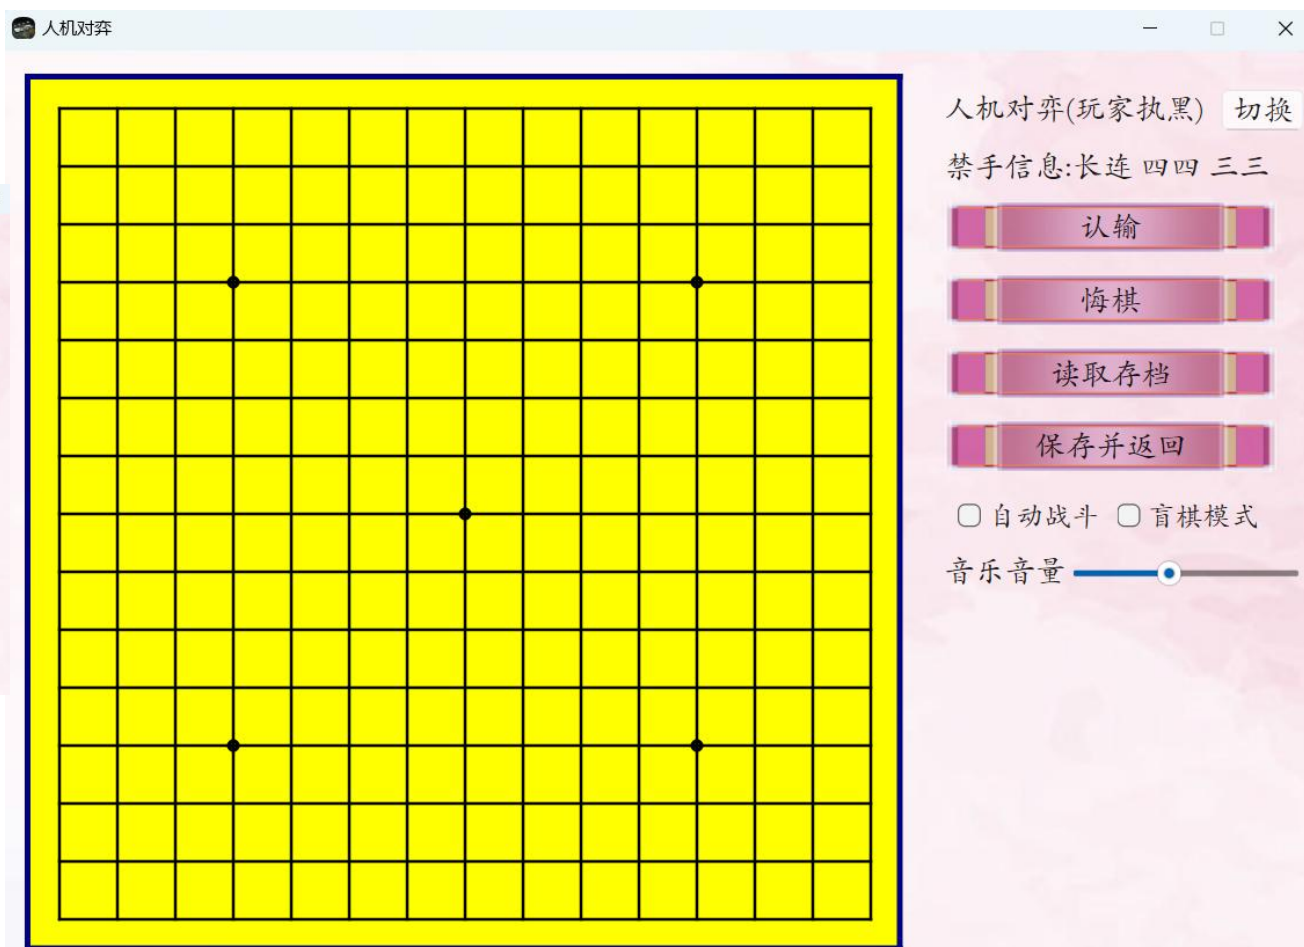 人机对弈
人机对弈(玩家执黑) 切换
禁手信息:长连 四四 三三
认输
悔棋
读取存档
保存并返回
自动战斗 盲棋模式
音乐音量